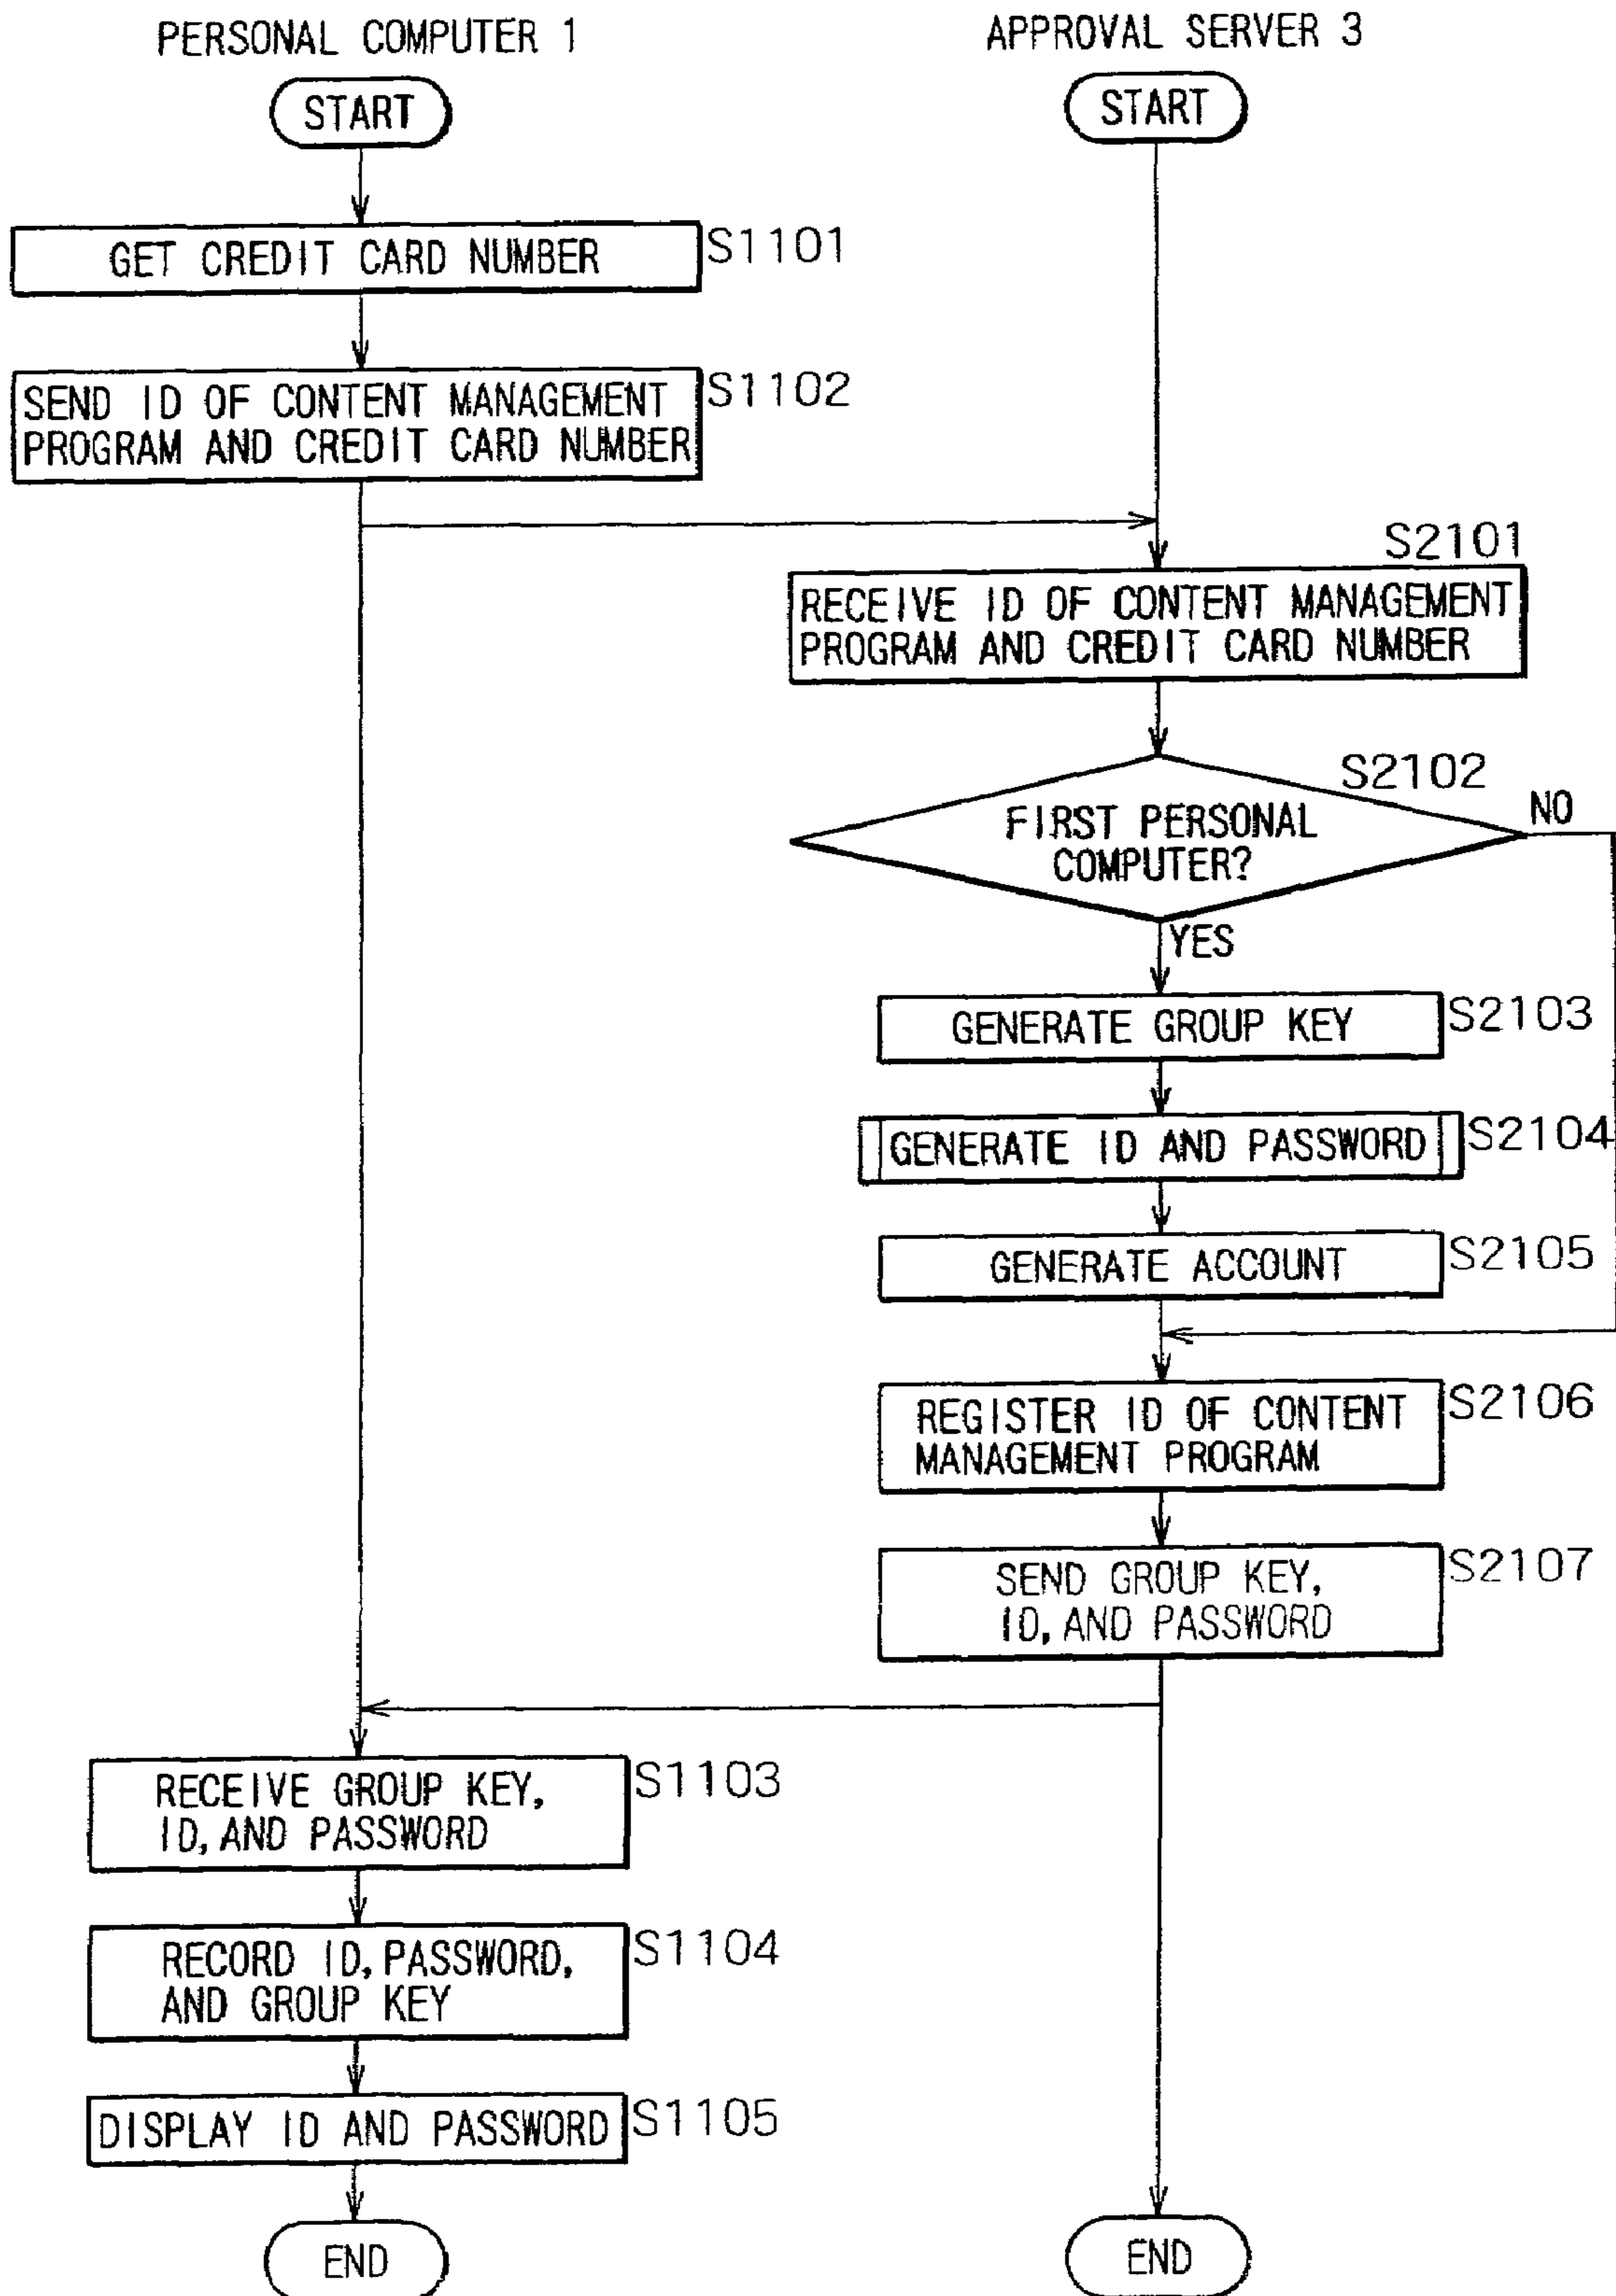 PERSONAL COMPUTER 1
APPROVAL SERVER 3
START
START
GET CREDIT CARD NUMBER
S1101
SEND ID OF CONTENT MANAGEMENT
PROGRAM AND CREDIT CARD NUMBER
S1102
S2101
RECEIVE ID OF CONTENT MANAGEMENT
PROGRAM AND CREDIT CARD NUMBER
S2102
FIRST PERSONAL
COMPUTER?
NO
YES
GENERATE GROUP KEY
S2103
GENERATE ID AND PASSWORD
S2104
GENERATE ACCOUNT
S2105
REGISTER ID OF CONTENT
MANAGEMENT PROGRAM
S2106
SEND GROUP KEY,
ID, AND PASSWORD
S2107
RECEIVE GROUP KEY,
ID, AND PASSWORD
S1103
RECORD ID, PASSWORD,
AND GROUP KEY
S1104
DISPLAY ID AND PASSWORD
S1105
END
END